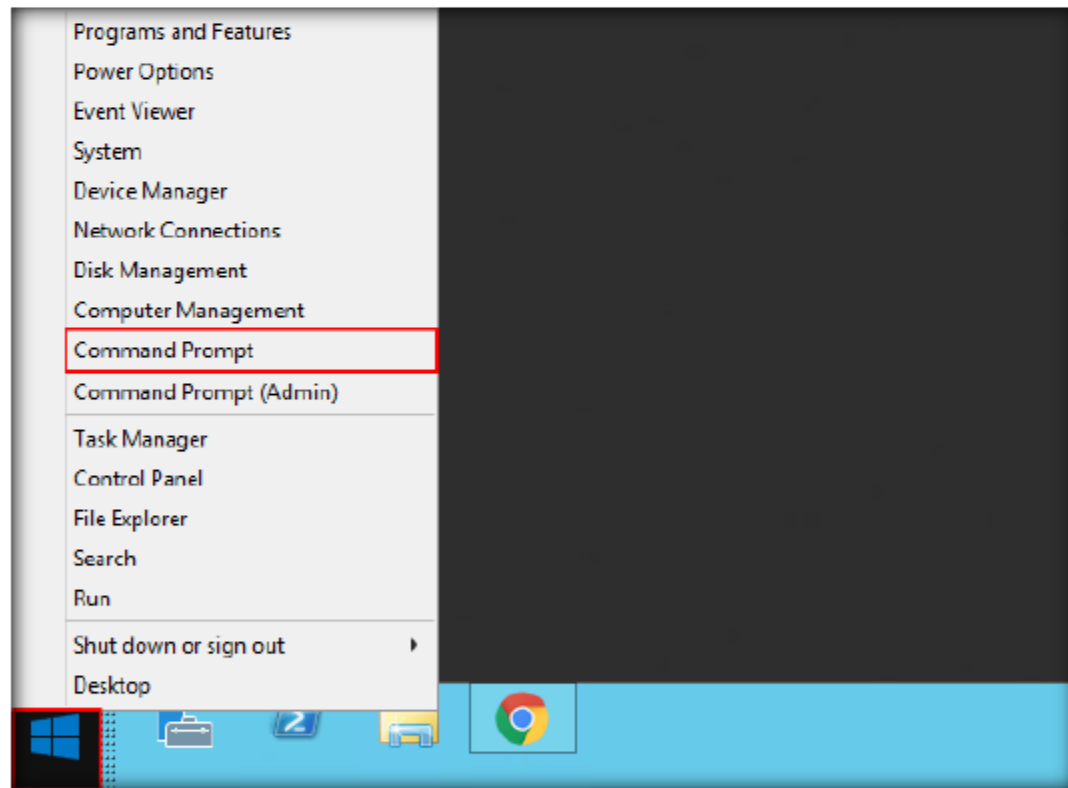 Programs and Features
Power Options
Event Viewer
System
Device Manager
Network Connections
Disk Management
Computer Management
Command Prompt
Command Prompt (Admin)
Task Manager
Control Panel
File Explorer
Search
Run
Shut down or sign out
Desktop